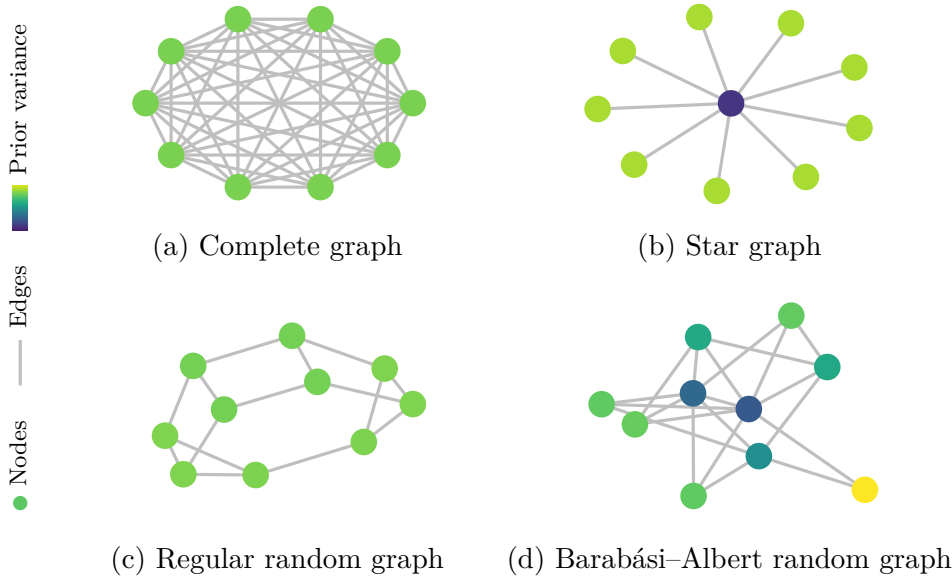 Prior variance
Edges
Nodes
(a) Complete graph
(b) Star graph
(c) Regular random graph
(d) Barabási–Albert random graph